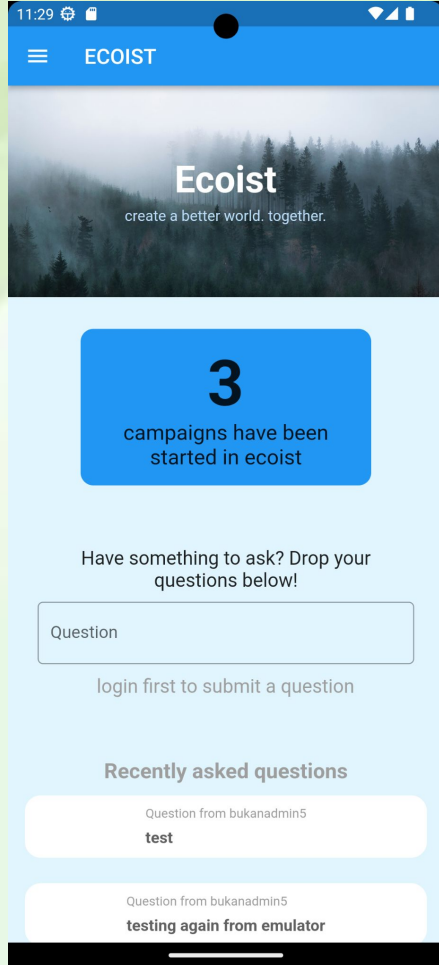 11:29
ECOIST
Ecoist
create a better world. together.
3
campaigns have been
started in ecoist
Have something to ask? Drop your
questions below!
Question
login first to submit a question
Recently asked questions
Question from bukanadmin5
test
Question from bukanadmin5
testing again from emulator